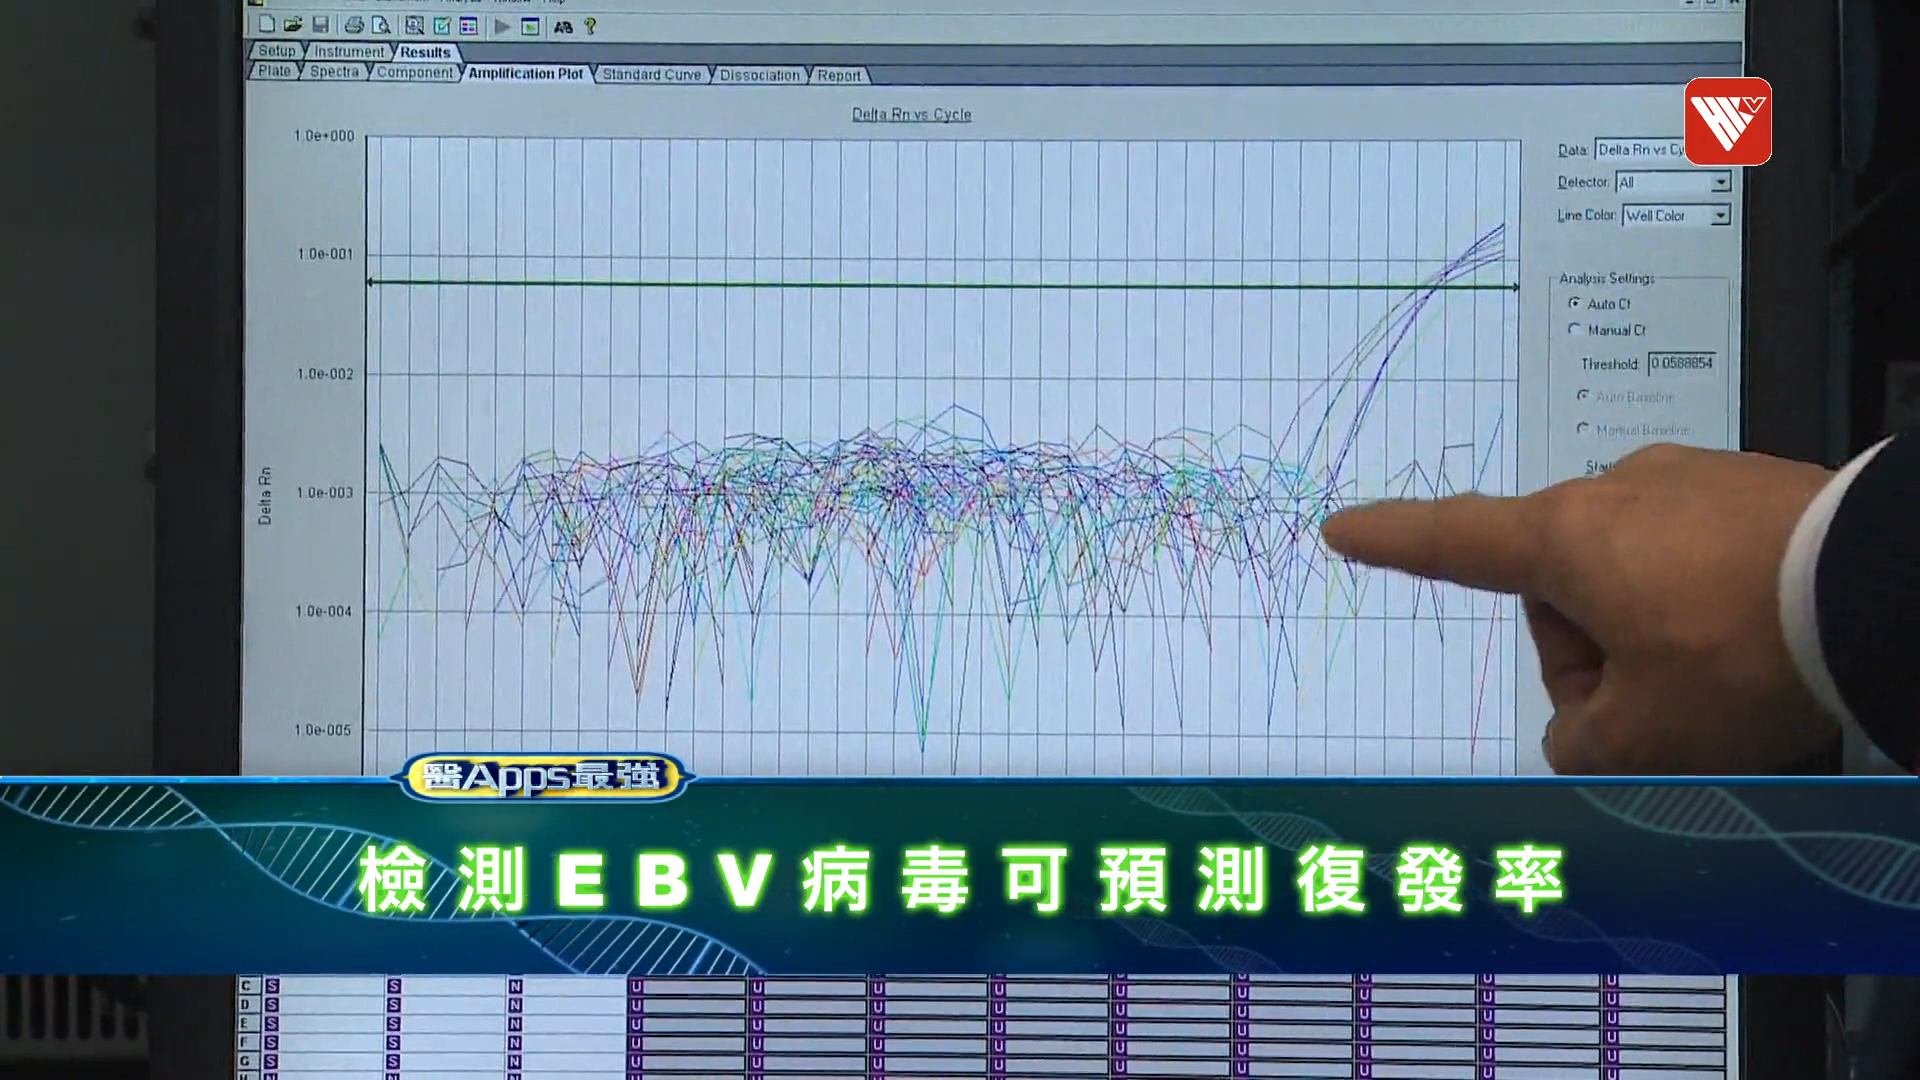 Setup Instrument Results
Plate Spectra Component Amplification Plot Standard Curve Dissociation Report
Delta Rn vs Cycle
1.0e+000
1.0e-001
1.0e-002
1.0e-003
1.0e-004
1.0e-005
Delta Rn
Data: Delta Rn vs Cy
Detector: All
Line Color: Well Color
Analysis Settings
Auto Ct
Manual Ct
Threshold: 0.0588854
Auto Baseline
Manual Baseline
醫Apps最強
檢測EBV病毒可預測復發率
C S S N U U U U U U U U U
D S S N U U U U U U U U U
E S S N U U U U U U U U U
F S S N U U U U U U U U U
G S S N U U U U U U U U U